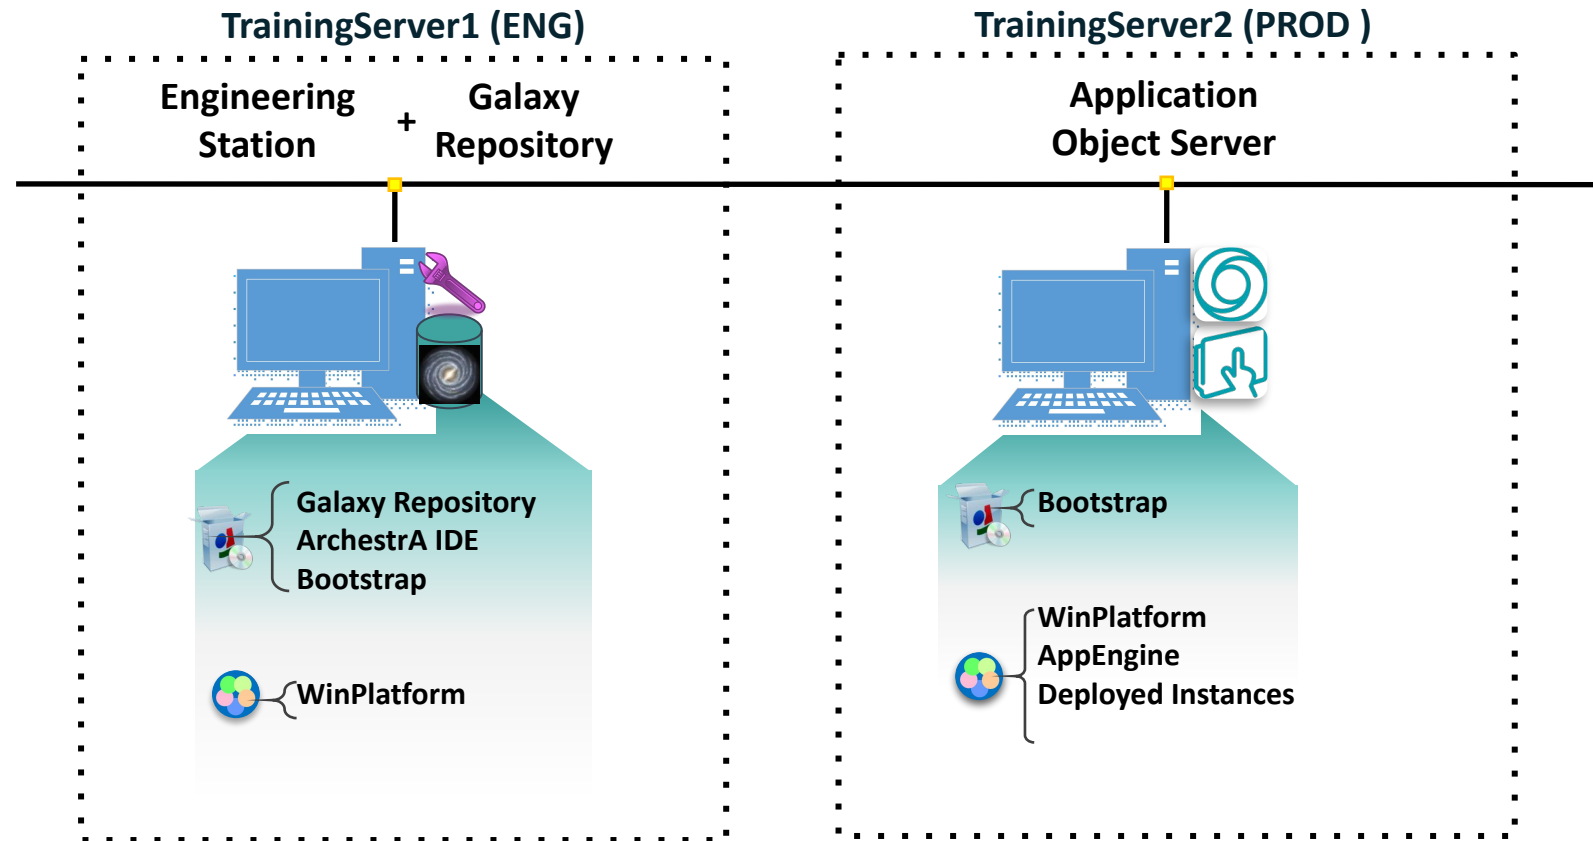 TrainingServer1 (ENG)
Engineering
Station
+
Galaxy
Repository
Galaxy Repository
ArchestrA IDE
Bootstrap
WinPlatform
TrainingServer2 (PROD )
Application
Object Server
Bootstrap
WinPlatform
AppEngine
Deployed Instances